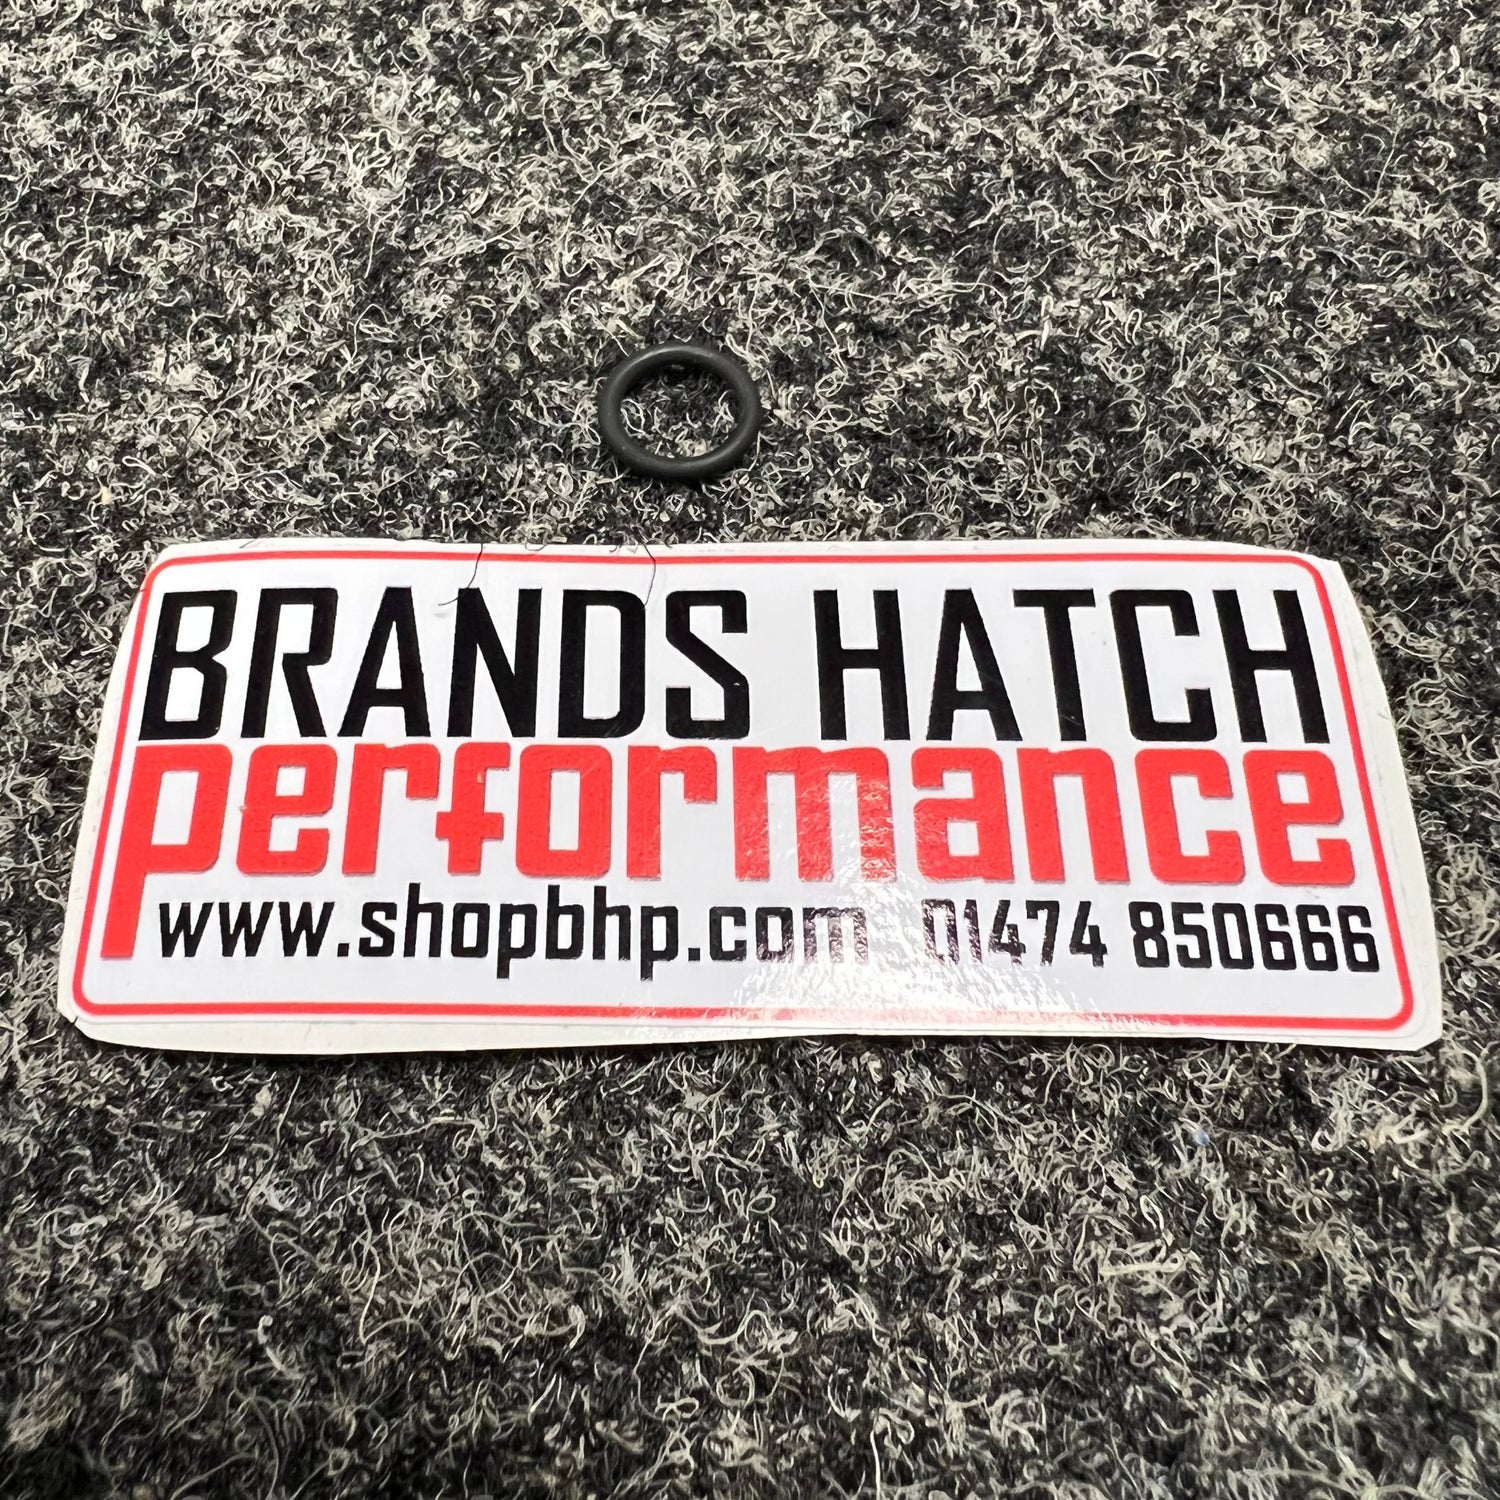 BRANDS HATCH
performance
www.shopbhp.com 01474 850666